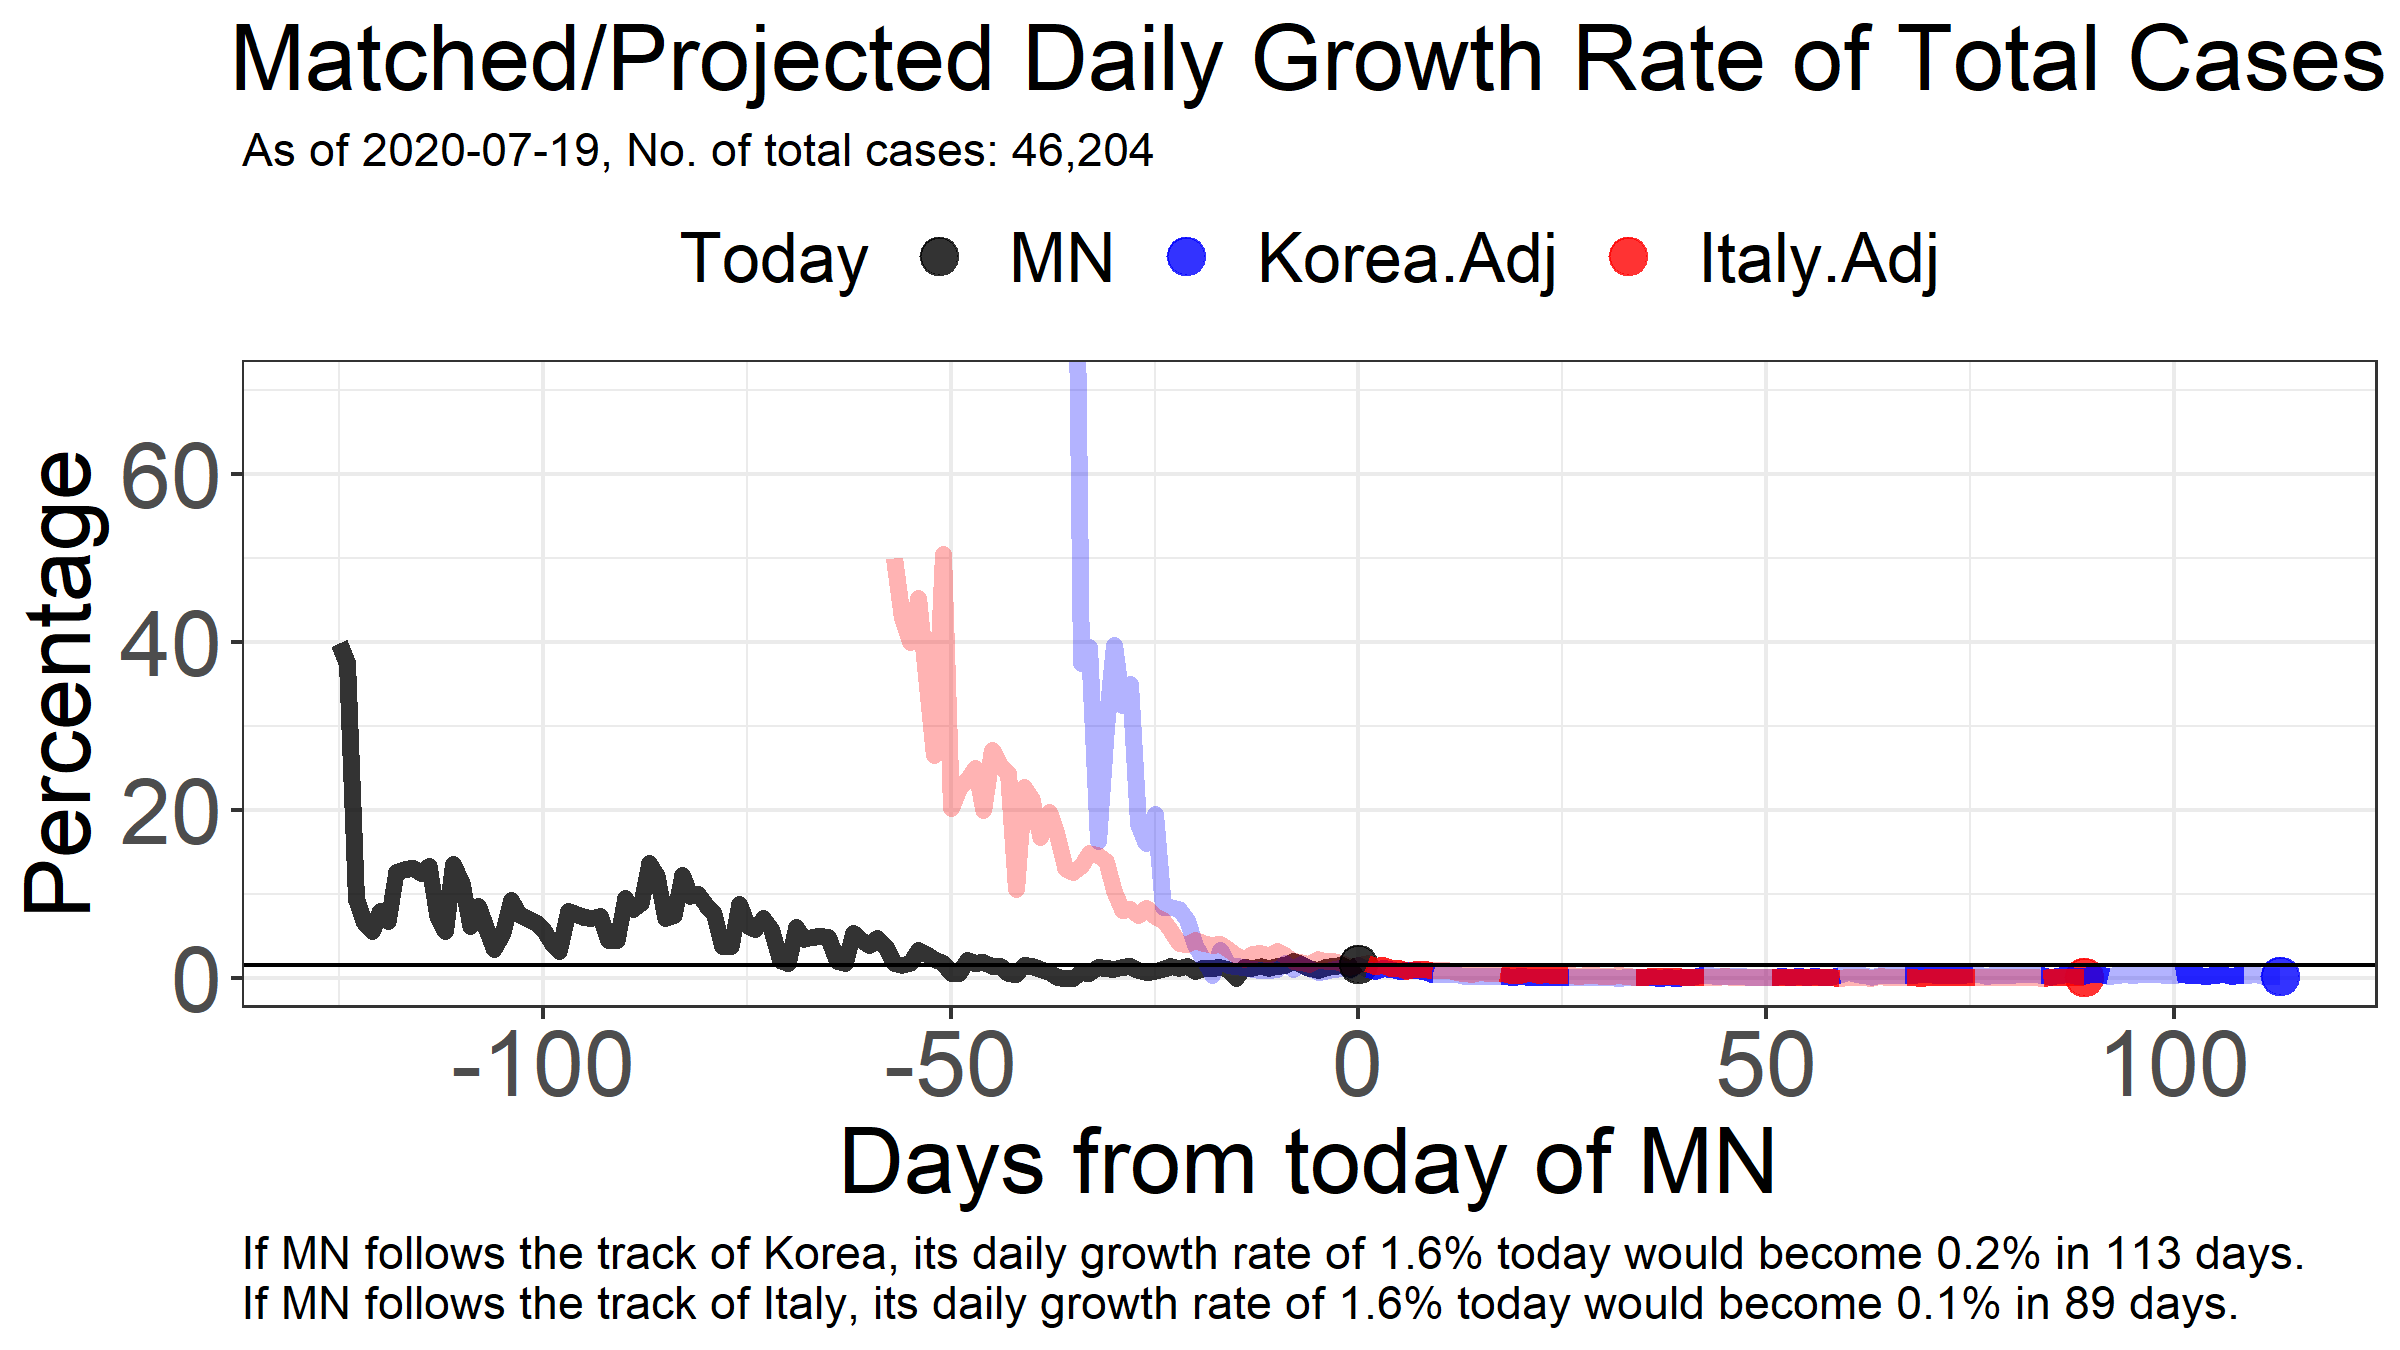 Matched/Projected Daily Growth Rate of Total Cases
As of 2020-07-19, No. of total cases: 46,204
Today MN Korea.Adj Italy.Adj
Percentage
60
40
20
0
-100 -50 0 50 100
Days from today of MN
If MN follows the track of Korea, its daily growth rate of 1.6% today would become 0.2% in 113 days.
If MN follows the track of Italy, its daily growth rate of 1.6% today would become 0.1% in 89 days.